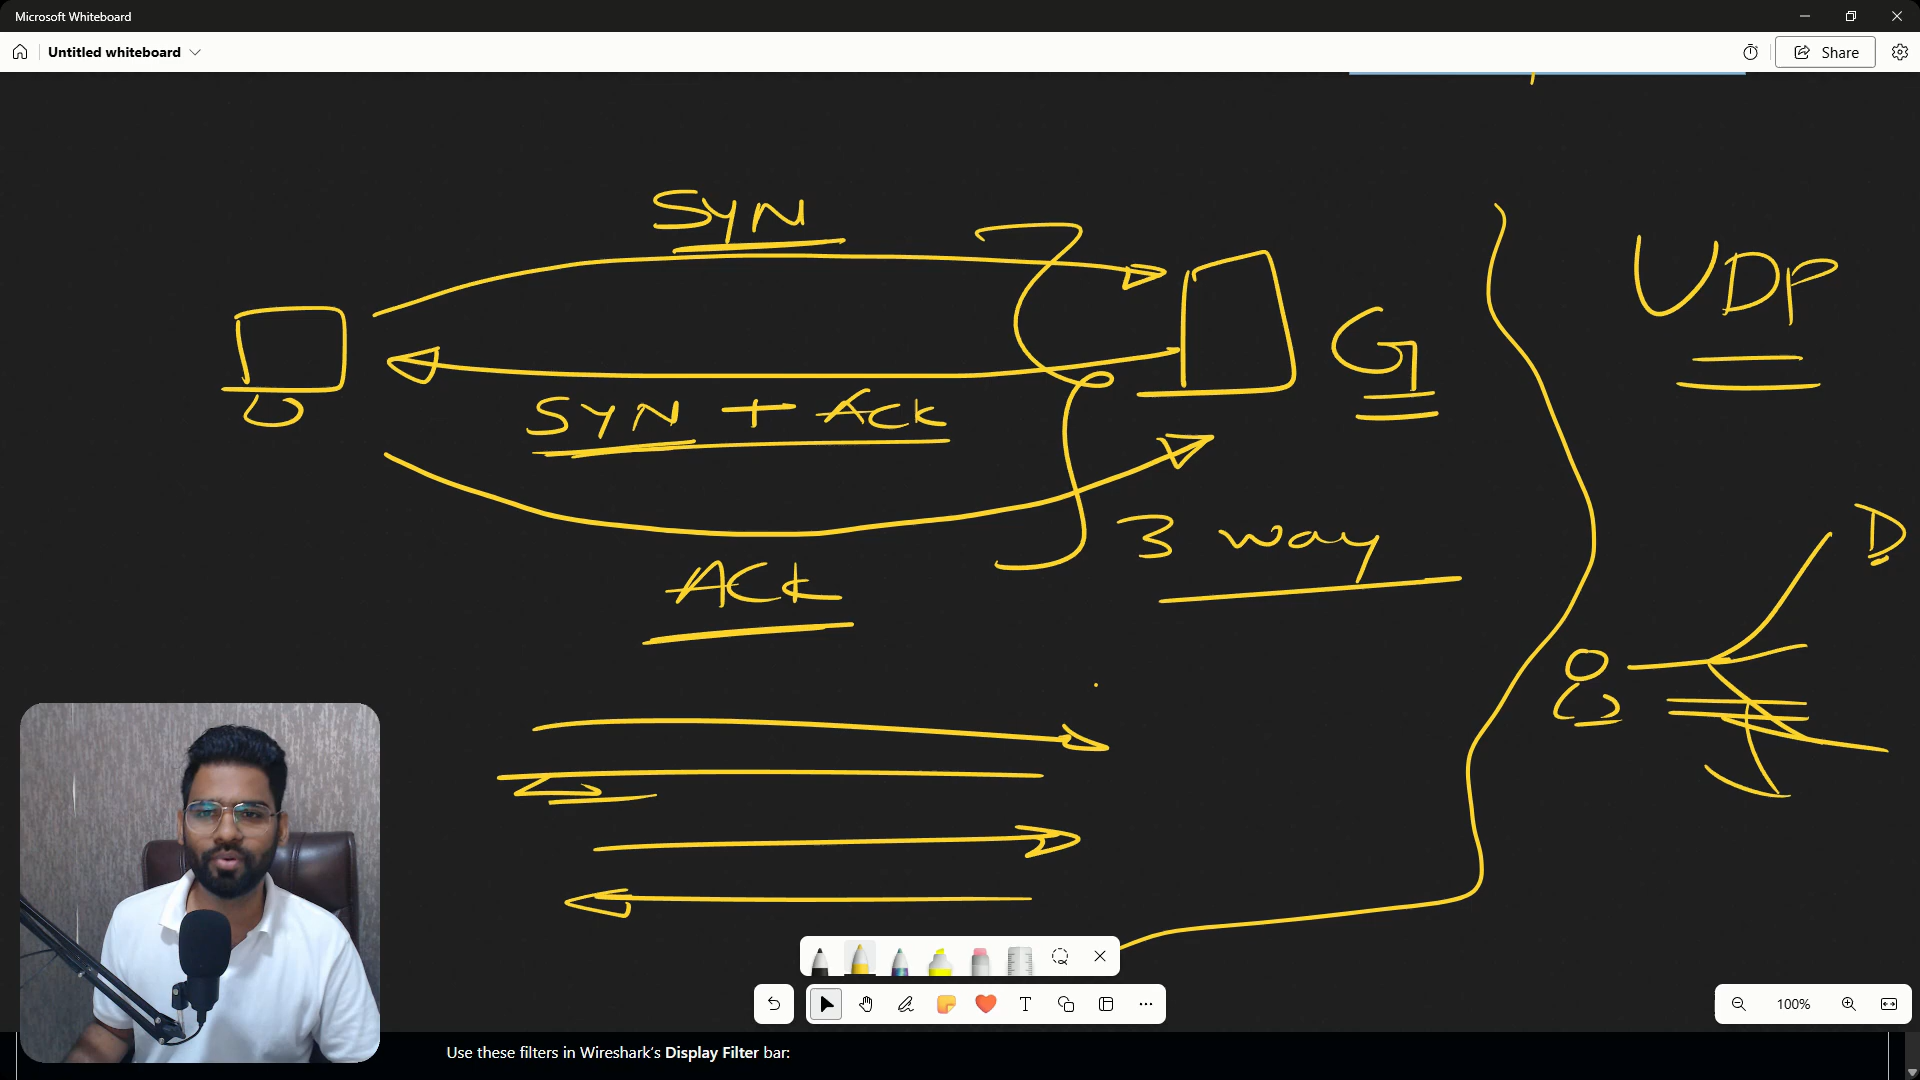 Microsoft Whiteboard
Untitled whiteboard
Share
SYN
UDP
G
SYN + ACK
3 way
D
ACK
100%
Use these filters in Wireshark's Display Filter bar: